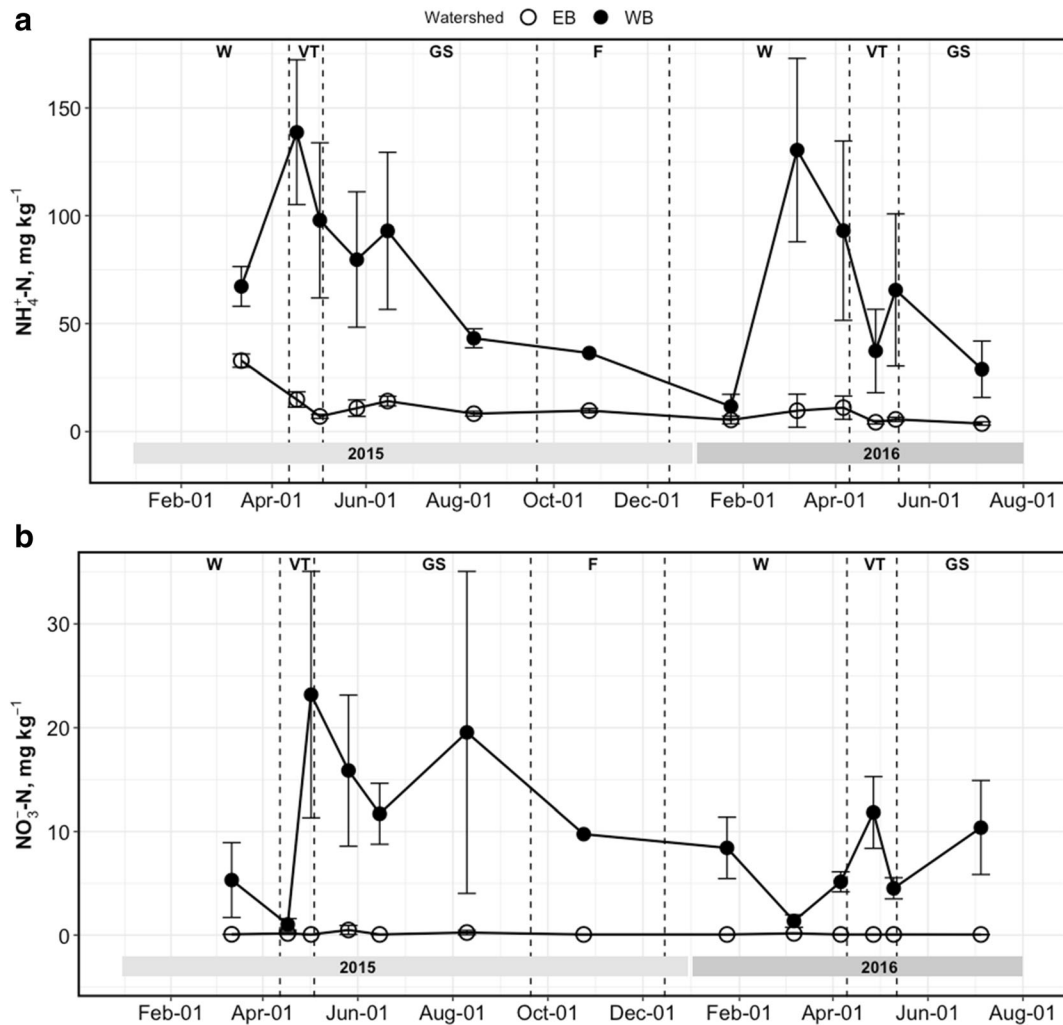 a
Watershed EB WB
W VT GS F W VT GS
NH₄⁺-N, mg kg⁻¹
150
100
50
0
2015 2016
Feb-01 Apr-01 Jun-01 Aug-01 Oct-01 Dec-01 Feb-01 Apr-01 Jun-01 Aug-01
b
W VT GS F W VT GS
NO₃⁻-N, mg kg⁻¹
30
20
10
0
2015 2016
Feb-01 Apr-01 Jun-01 Aug-01 Oct-01 Dec-01 Feb-01 Apr-01 Jun-01 Aug-01